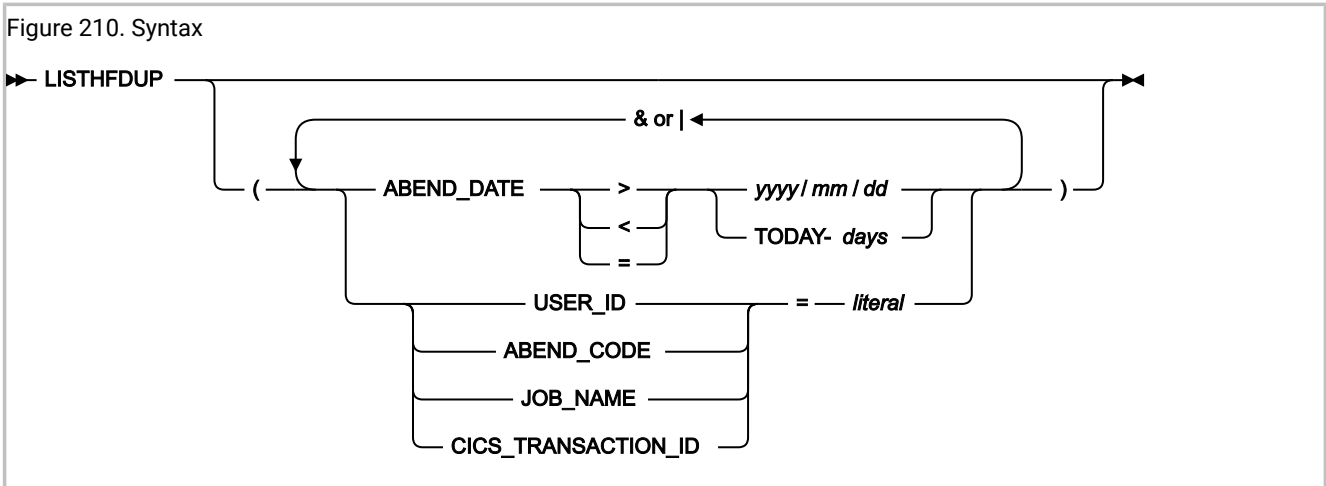 Figure 210. Syntax
LISTHFDUP
& or |
( ABEND_DATE > yyyy / mm / dd )
< TODAY- days
=
USER_ID = literal
ABEND_CODE
JOB_NAME
CICS_TRANSACTION_ID